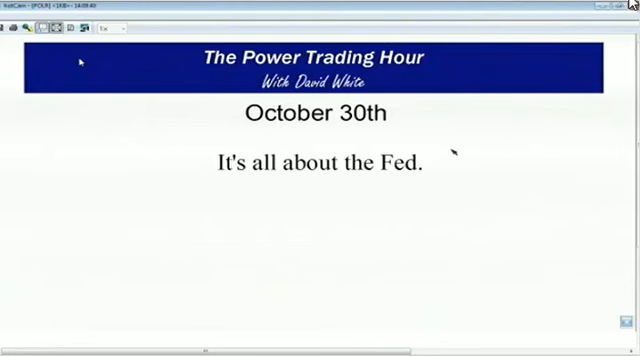 The Power Trading Hour
With David White
October 30th
It's all about the Fed.